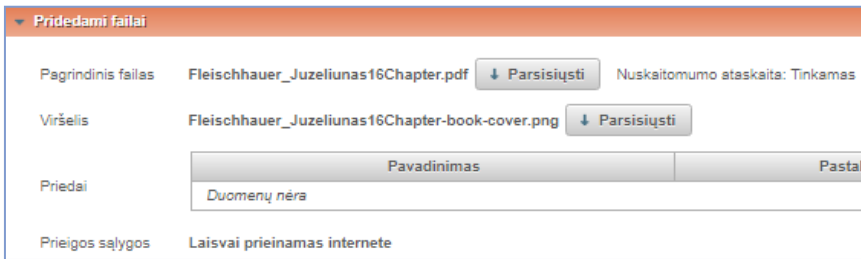 Pridedami failai
Pagrindinis failas Fleischhauer_Juzeliunas16Chapter.pdf Parsisiųsti Nuskaitomumo ataskaita: Tinkamas
Viršelis Fleischhauer_Juzeliunas16Chapter-book-cover.png Parsisiųsti
Pavadinimas
Priedai
Duomenų nėra
Prieigos sąlygos Laisvai prieinamas internete